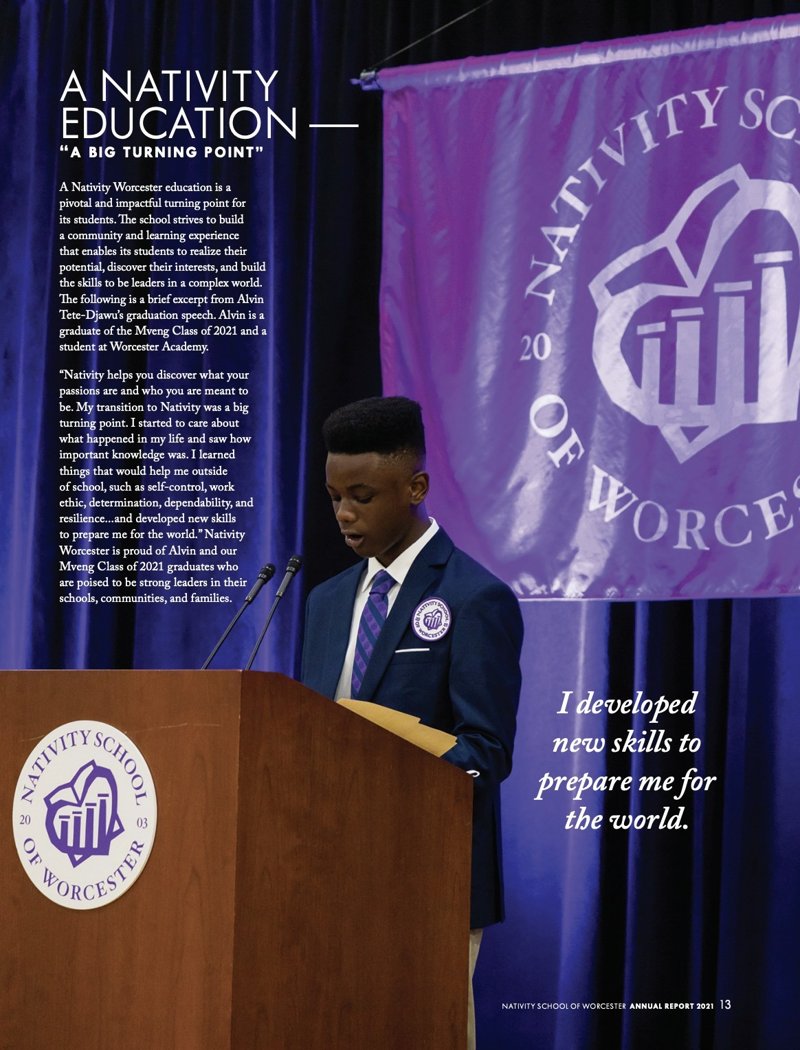 A NATIVITY
EDUCATION —
“A BIG TURNING POINT”
A Nativity Worcester education is a
pivotal and impactful turning point for
its students. The school strives to build
a community and learning experience
that enables its students to realize their
potential, discover their interests, and build
the skills to be leaders in a complex world.
The following is a brief excerpt from Alvin
Tete-Djawu’s graduation speech. Alvin is a
graduate of the Mveng Class of 2021 and a
student at Worcester Academy.
“Nativity helps you discover what your
passions are and who you are meant to
be. My transition to Nativity was a big
turning point. I started to care about
what happened in my life and saw how
important knowledge was. I learned
things that would help me outside
of school, such as self-control, work
ethic, determination, dependability, and
resilience...and developed new skills
to prepare me for the world.” Nativity
Worcester is proud of Alvin and our
Mveng Class of 2021 graduates who
are poised to be strong leaders in their
schools, communities, and families.
NATIVITY SC
20
OF WORCES
NATIVITY SCHOOL
OF WORCESTER
NATIVITY SCHOOL
20 03
OF WORCESTER
I developed
new skills to
prepare me for
the world.
NATIVITY SCHOOL OF WORCESTER ANNUAL REPORT 2021 13